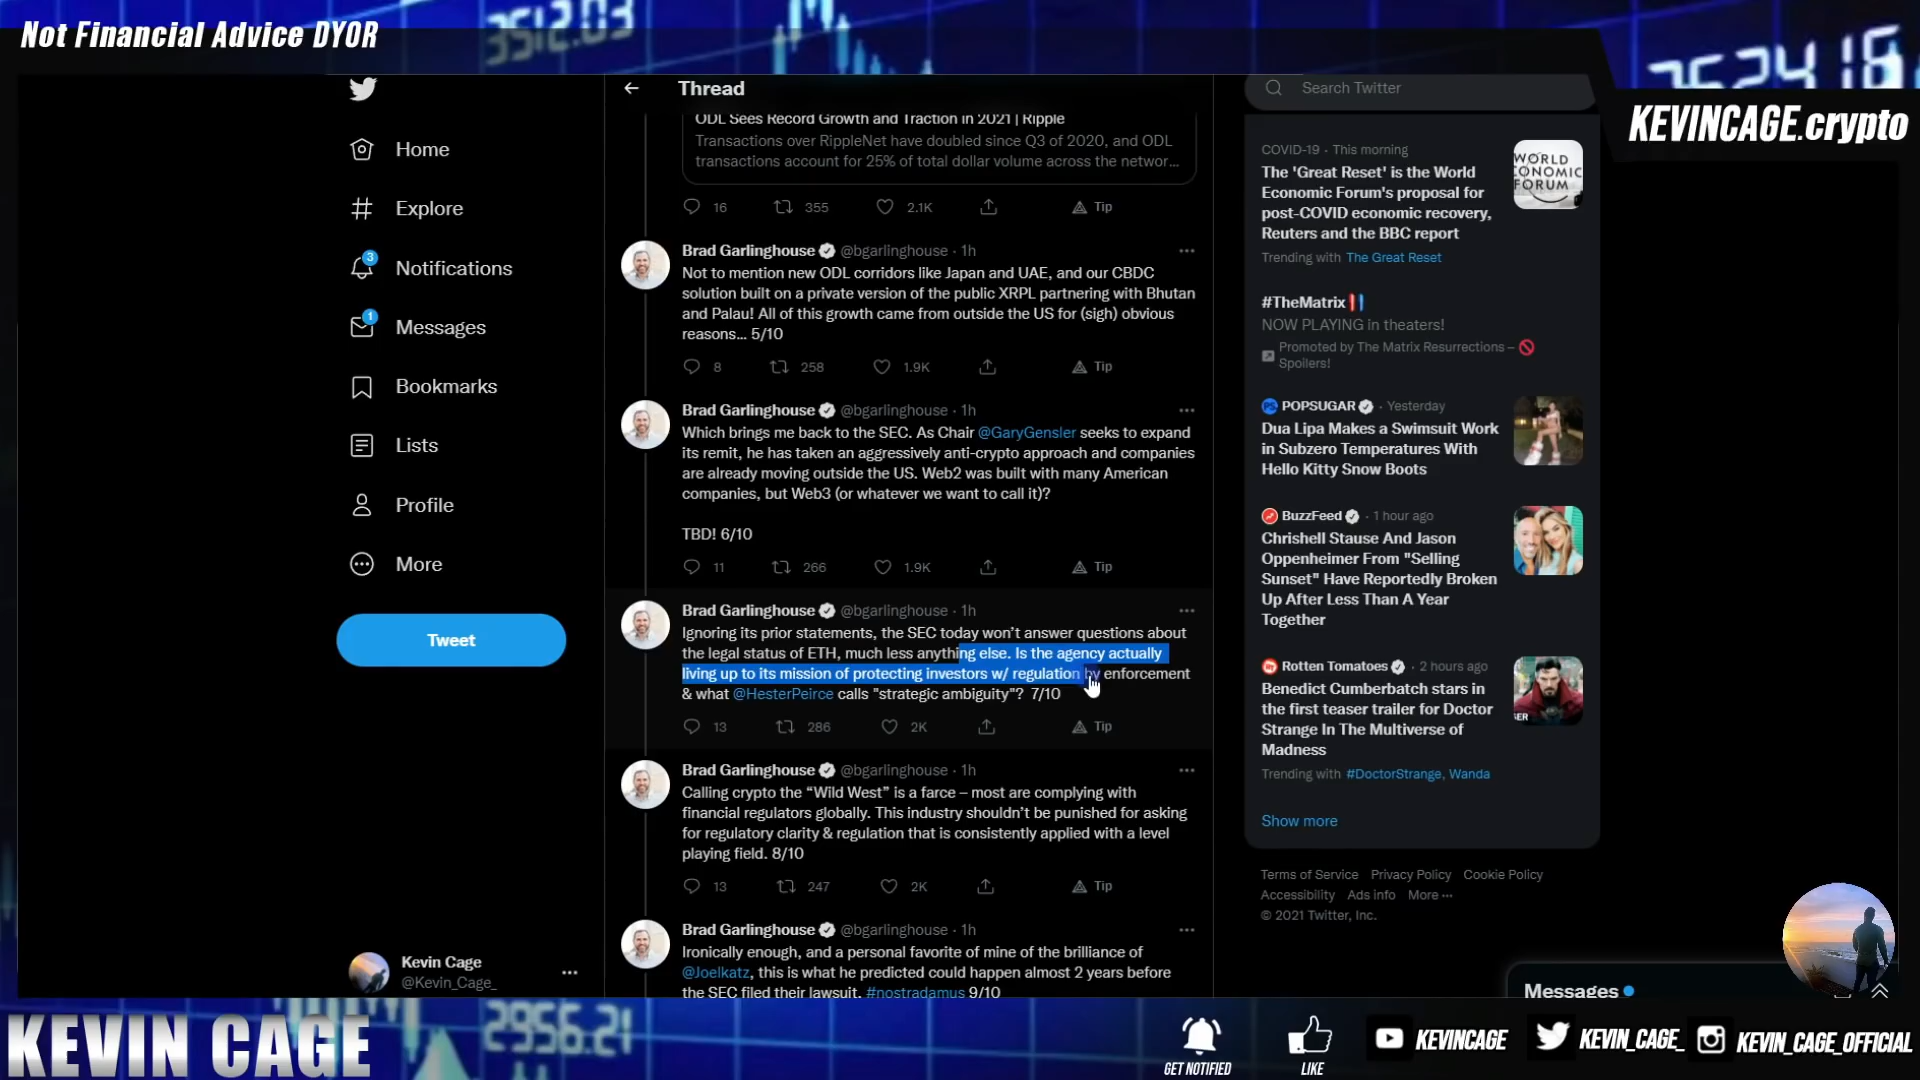 Not Financial Advice DYOR
3512.03
3524.16
KEVINCAGE.crypto
Home
Explore
3
Notifications
1
Messages
Bookmarks
Lists
Profile
More
Tweet
Kevin Cage
@Kevin_Cage_
Thread
ODL Sees Record Growth and Traction in 2021 | Ripple
Transactions over RippleNet have doubled since Q3 of 2020, and ODL
transactions account for 25% of total dollar volume across the networ...
16 355 2.1K Tip
Brad Garlinghouse @bgarlinghouse · 1h
Not to mention new ODL corridors like Japan and UAE, and our CBDC
solution built on a private version of the public XRPL partnering with Bhutan
and Palau! All of this growth came from outside the US for (sigh) obvious
reasons... 5/10
8 258 1.9K Tip
Brad Garlinghouse @bgarlinghouse · 1h
Which brings me back to the SEC. As Chair @GaryGensler seeks to expand
its remit, he has taken an aggressively anti-crypto approach and companies
are already moving outside the US. Web2 was built with many American
companies, but Web3 (or whatever we want to call it)?
TBD! 6/10
11 266 1.9K Tip
Brad Garlinghouse @bgarlinghouse · 1h
Ignoring its prior statements, the SEC today won't answer questions about
the legal status of ETH, much less anything else. Is the agency actually
living up to its mission of protecting investors w/ regulation by enforcement
& what @HesterPeirce calls "strategic ambiguity"? 7/10
13 286 2K Tip
Brad Garlinghouse @bgarlinghouse · 1h
Calling crypto the “Wild West” is a farce – most are complying with
financial regulators globally. This industry shouldn't be punished for asking
for regulatory clarity & regulation that is consistently applied with a level
playing field. 8/10
13 247 2K Tip
Brad Garlinghouse @bgarlinghouse · 1h
Ironically enough, and a personal favorite of mine of the brilliance of
@Joelkatz, this is what he predicted could happen almost 2 years before
the SEC filed their lawsuit. #nostradamus 9/10
Search Twitter
COVID-19 · This morning
The 'Great Reset' is the World
Economic Forum's proposal for
post-COVID economic recovery,
Reuters and the BBC report
Trending with The Great Reset
WORLD
ECONOMIC
FORUM
#TheMatrix
NOW PLAYING in theaters!
Promoted by The Matrix Resurrections –
Spoilers!
POPSUGAR · Yesterday
Dua Lipa Makes a Swimsuit Work
in Subzero Temperatures With
Hello Kitty Snow Boots
BuzzFeed · 1 hour ago
Chrishell Stause And Jason
Oppenheimer From "Selling
Sunset" Have Reportedly Broken
Up After Less Than A Year
Together
Rotten Tomatoes · 2 hours ago
Benedict Cumberbatch stars in
the first teaser trailer for Doctor
Strange In The Multiverse of
Madness
Trending with #DoctorStrange, Wanda
Show more
Terms of Service Privacy Policy Cookie Policy
Accessibility Ads info More ···
© 2021 Twitter, Inc.
Messages
KEVIN CAGE
2956.21
GET NOTIFIED
LIKE
KEVINCAGE
KEVIN_CAGE_
KEVIN_CAGE_OFFICIAL